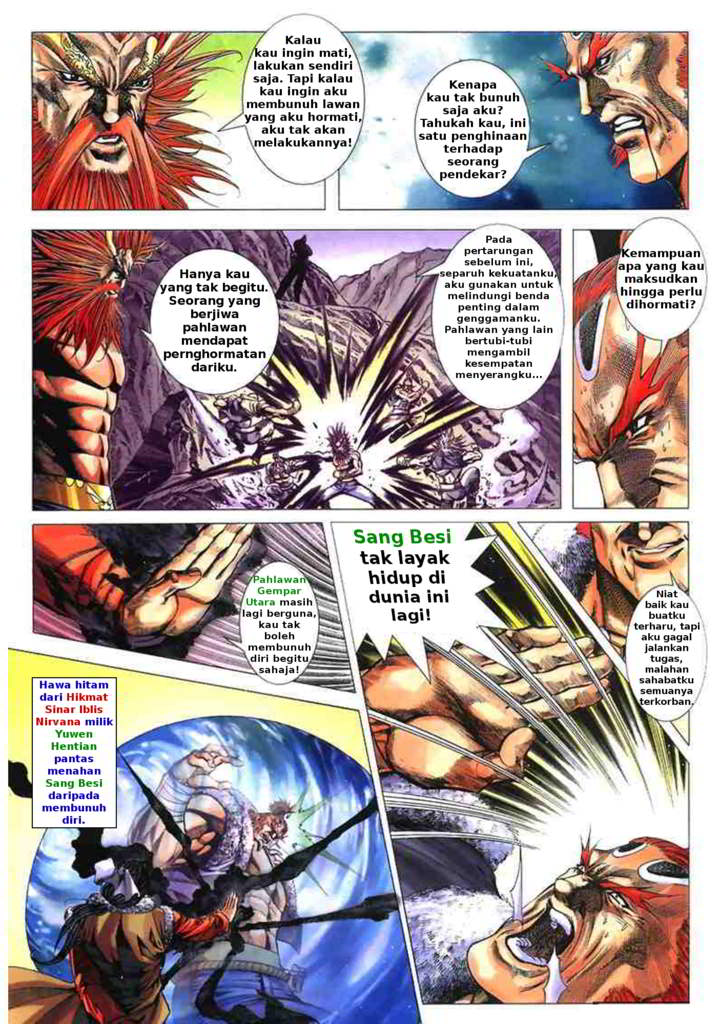 Kenapa
kau tak bunuh
saja aku?
Tahukah kau, ini
satu penghinaan
terhadap
seorang
pendekar?
Kalau
kau ingin mati,
lakukan sendiri
saja. Tapi kalau
kau ingin aku
membunuh lawan
yang aku hormati,
aku tak akan
melakukannya!
Kemampuan
apa yang kau
maksudkan
hingga perlu
dihormati?
Pada
pertarungan
sebelum ini,
separuh kekuatanku,
aku gunakan untuk
melindungi benda
penting dalam
genggamanku.
Pahlawan yang lain
bertubi-tubi
mengambil
kesempatan
menyerangku...
Hanya kau
yang tak begitu.
Seorang yang
berjiwa
pahlawan
mendapat
pernghormatan
dariku.
Niat
baik kau
buatku
terharu, tapi
aku gagal
jalankan
tugas,
malahan
sahabatku
semuanya
terkorban.
Sang Besi
tak layak
hidup di
dunia ini
lagi!
Pahlawan
Gempar
Utara masih
lagi berguna,
kau tak
boleh
membunuh
diri begitu
sahaja!
Hawa hitam
dari Hikmat
Sinar Iblis
Nirvana milik
Yuwen
Hentian
pantas
menahan
Sang Besi
daripada
membunuh
diri.